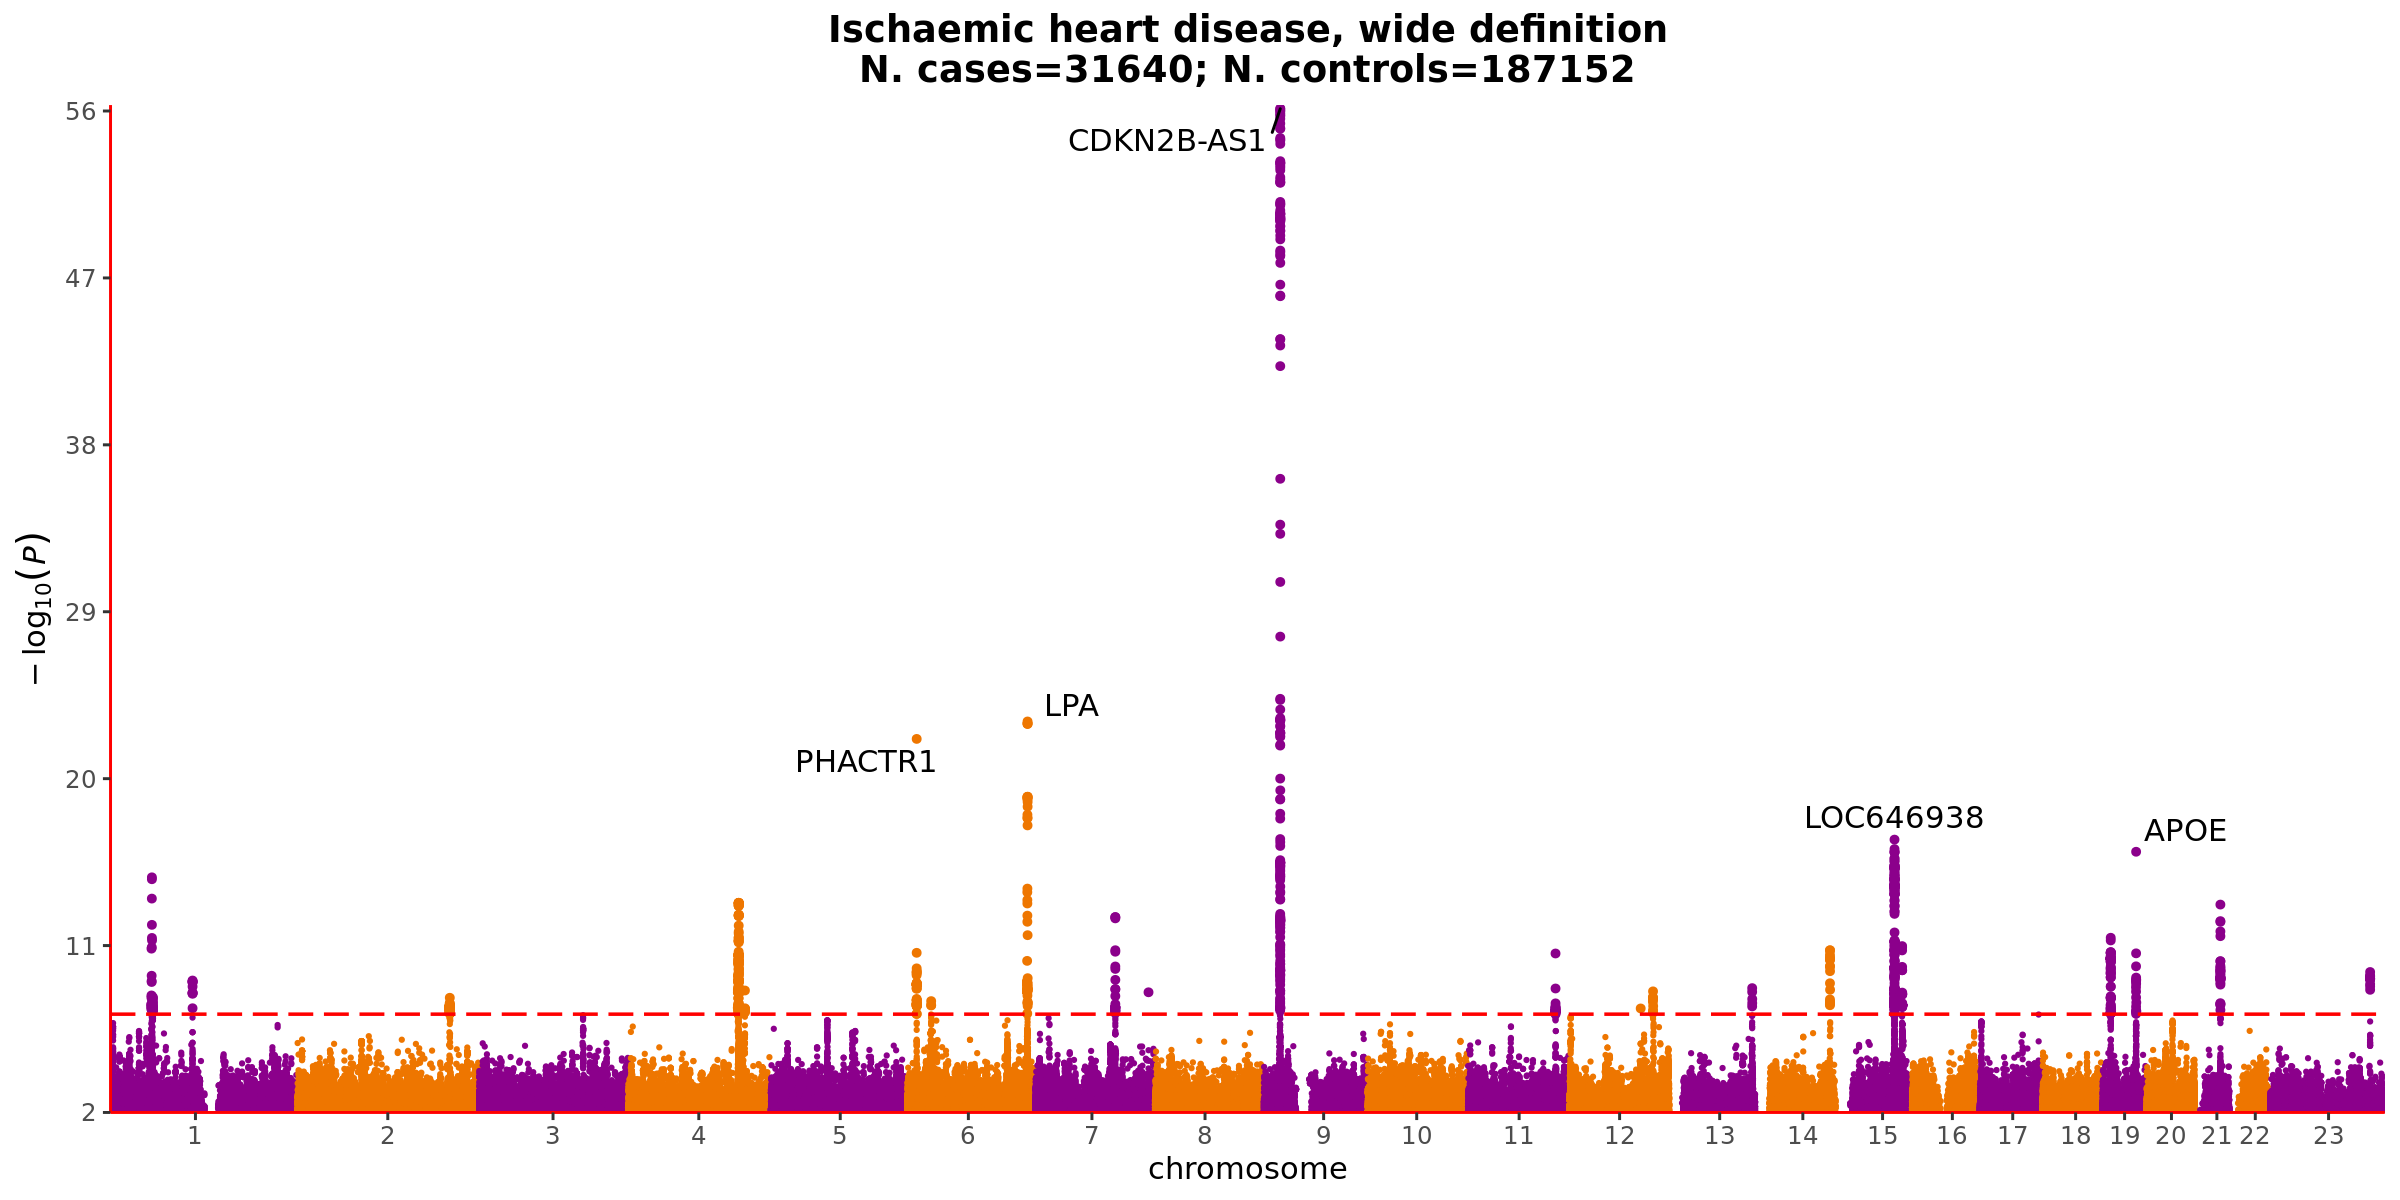 Ischaemic heart disease, wide definition
N. cases=31640; N. controls=187152
56
47
38
29
20
11
2
−log10(P)
CDKN2B-AS1
LPA
PHACTR1
LOC646938
APOE
1 2 3 4 5 6 7 8 9 10 11 12 13 14 15 16 17 18 19 20 21 22 23
chromosome